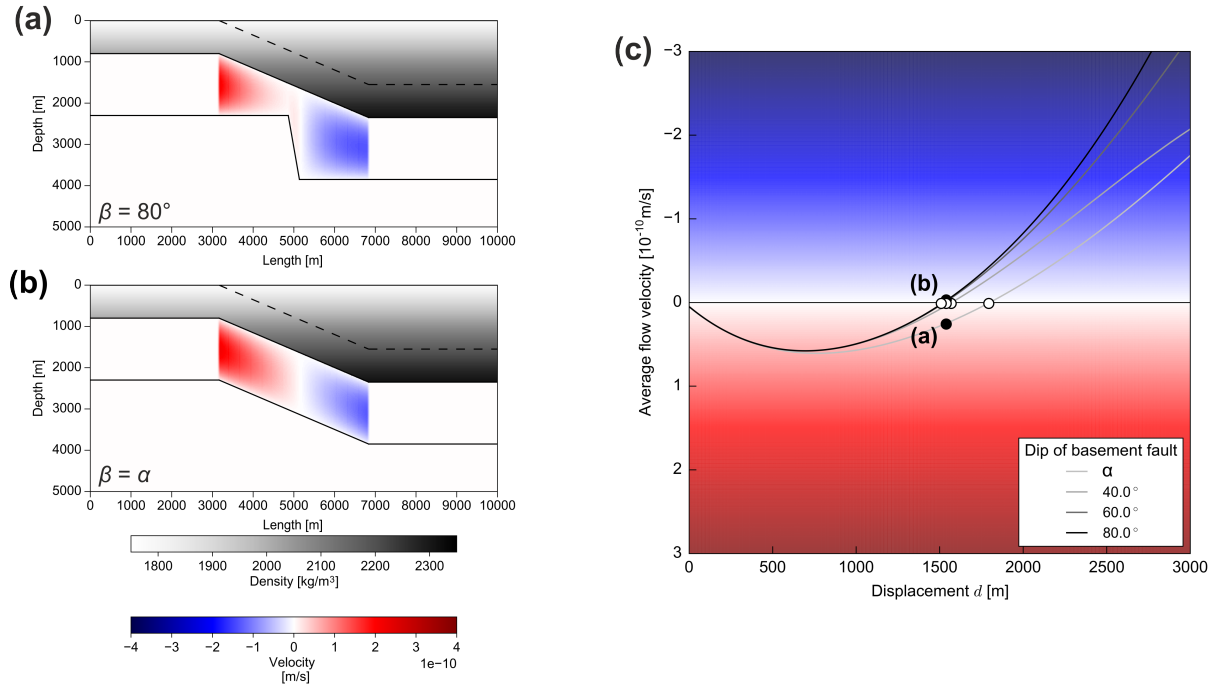 (a)
0
1000
2000
3000
4000
5000
Depth [m]
β = 80°
0 1000 2000 3000 4000 5000 6000 7000 8000 9000 10000
Length [m]
(b)
0
1000
2000
3000
4000
5000
Depth [m]
β = α
0 1000 2000 3000 4000 5000 6000 7000 8000 9000 10000
Length [m]
1800 1900 2000 2100 2200 2300
Density [kg/m³]
−4 −3 −2 −1 0 1 2 3 4
Velocity
[m/s]
1e−10
(c)
−3
−2
−1
0
1
2
3
Average flow velocity [10⁻¹⁰m/s]
(b)
(a)
Dip of basement fault
α
40.0°
60.0°
80.0°
0 500 1000 1500 2000 2500 3000
Displacement d [m]